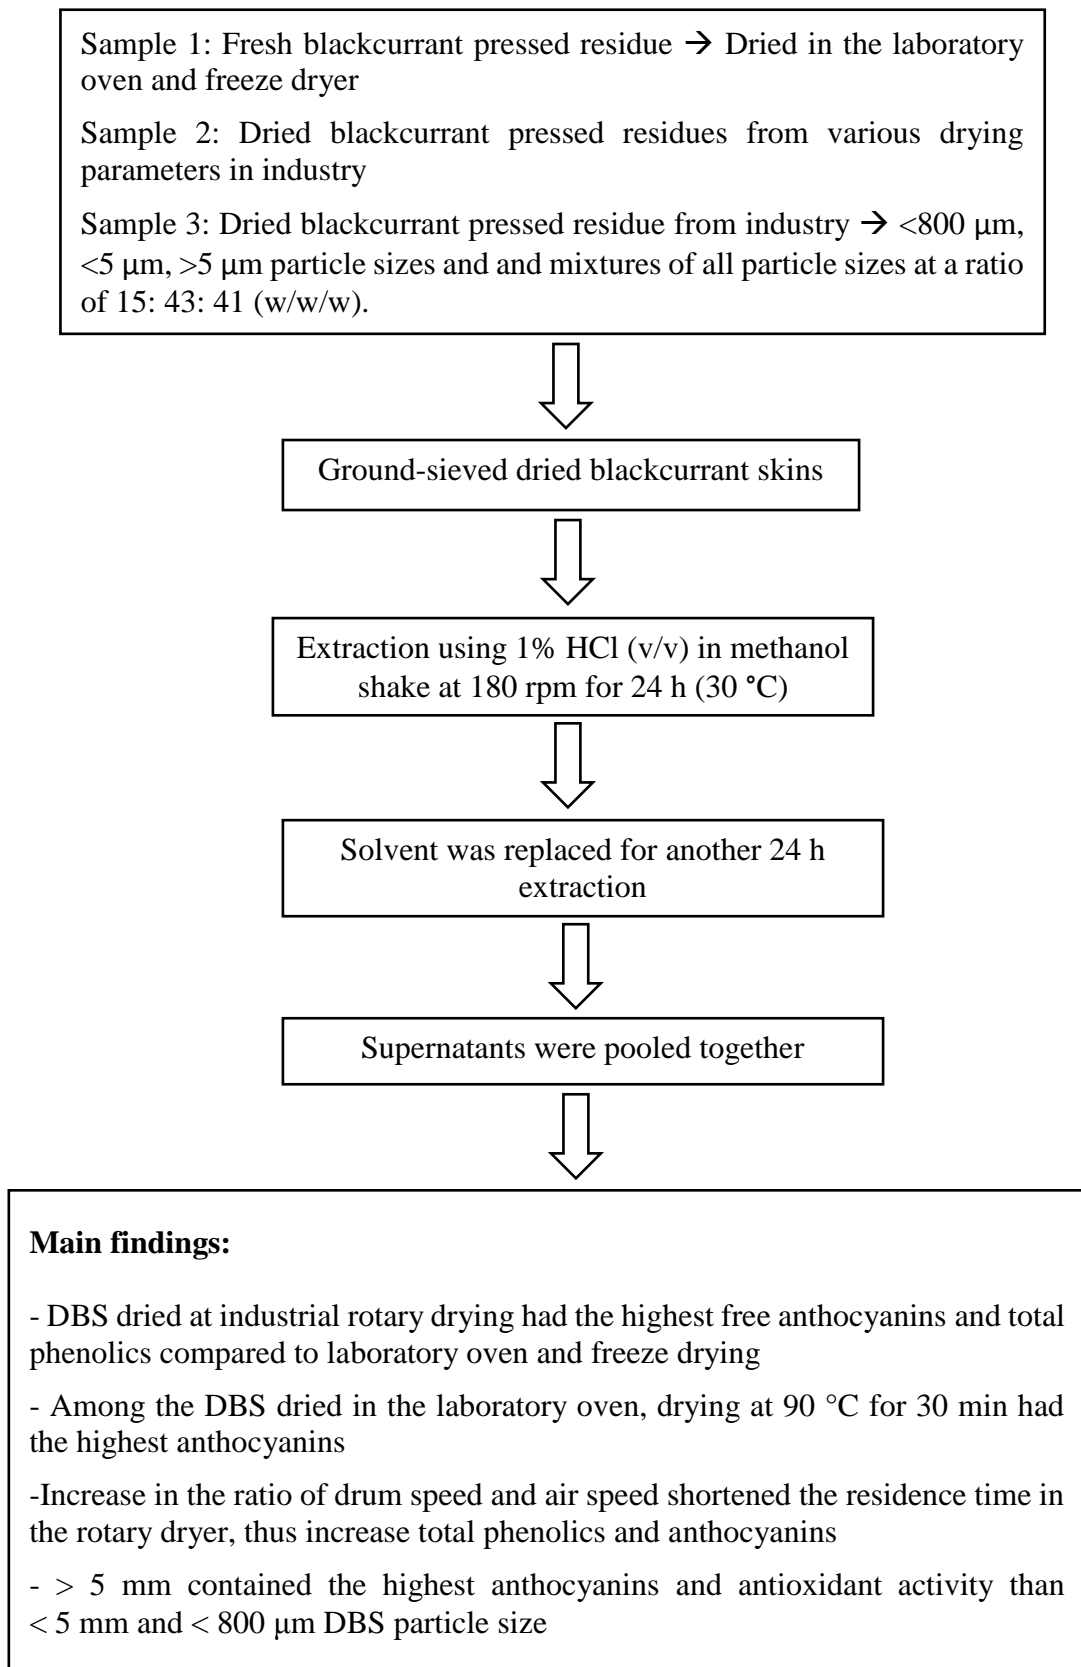 Sample 1: Fresh blackcurrant pressed residue → Dried in the laboratory
oven and freeze dryer
Sample 2: Dried blackcurrant pressed residues from various drying
parameters in industry
Sample 3: Dried blackcurrant pressed residue from industry → <800 μm,
<5 μm, >5 μm particle sizes and and mixtures of all particle sizes at a ratio
of 15: 43: 41 (w/w/w).
Ground-sieved dried blackcurrant skins
Extraction using 1% HCl (v/v) in methanol
shake at 180 rpm for 24 h (30 °C)
Solvent was replaced for another 24 h
extraction
Supernatants were pooled together
Main findings:
- DBS dried at industrial rotary drying had the highest free anthocyanins and total
phenolics compared to laboratory oven and freeze drying
- Among the DBS dried in the laboratory oven, drying at 90 °C for 30 min had
the highest anthocyanins
-Increase in the ratio of drum speed and air speed shortened the residence time in
the rotary dryer, thus increase total phenolics and anthocyanins
- > 5 mm contained the highest anthocyanins and antioxidant activity than
< 5 mm and < 800 μm DBS particle size